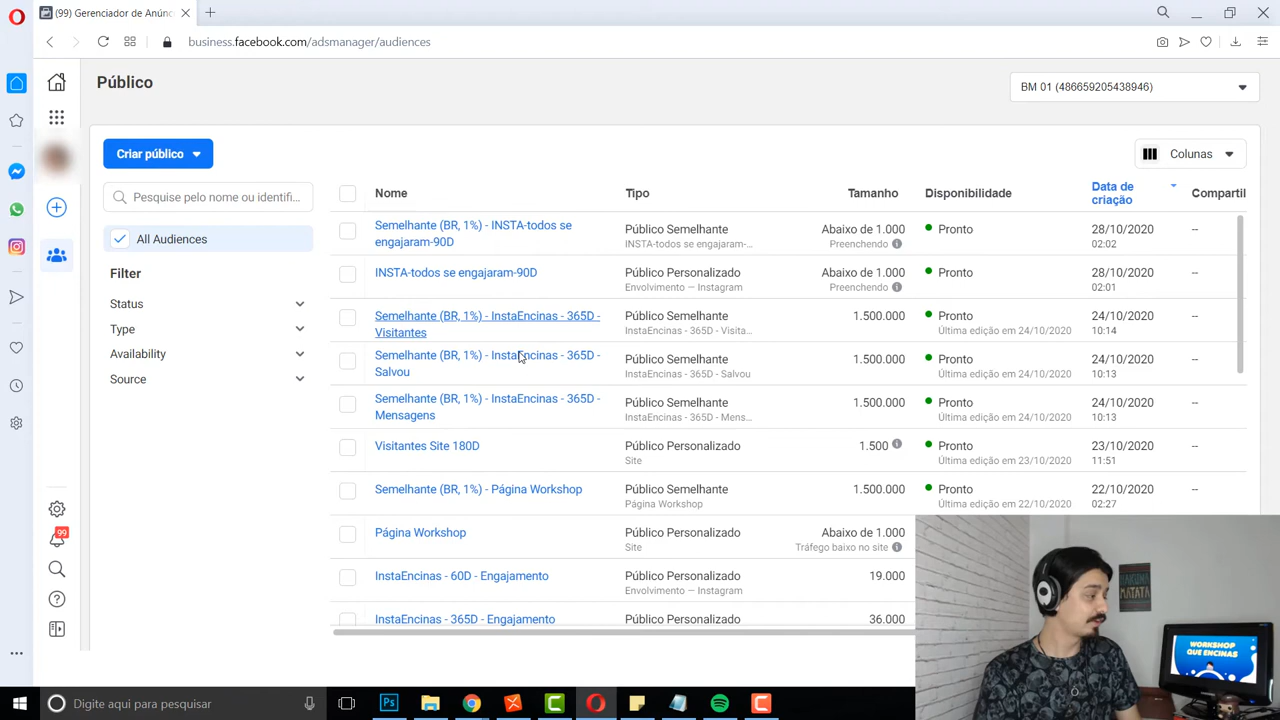 (99) Gerenciador de Anúnc
business.facebook.com/adsmanager/audiences
Público
BM 01 (486659205438946)
Criar público
Colunas
Pesquise pelo nome ou identifi...
All Audiences
Filter
Status
Type
Availability
Source
Nome
Tipo
Tamanho
Disponibilidade
Data de
criação
Compartil
Semelhante (BR, 1%) - INSTA-todos se
engajaram-90D
Público Semelhante
INSTA-todos se engajaram-...
Abaixo de 1.000
Preenchendo
Pronto
28/10/2020
02:02
--
INSTA-todos se engajaram-90D
Público Personalizado
Envolvimento — Instagram
Abaixo de 1.000
Preenchendo
Pronto
28/10/2020
02:01
--
Semelhante (BR, 1%) - InstaEncinas - 365D -
Visitantes
Público Semelhante
InstaEncinas - 365D - Visita...
1.500.000
Pronto
Última edição em 24/10/2020
24/10/2020
10:14
--
Semelhante (BR, 1%) - InstaEncinas - 365D -
Salvou
Público Semelhante
InstaEncinas - 365D - Salvou
1.500.000
Pronto
Última edição em 24/10/2020
24/10/2020
10:13
--
Semelhante (BR, 1%) - InstaEncinas - 365D -
Mensagens
Público Semelhante
InstaEncinas - 365D - Mens...
1.500.000
Pronto
Última edição em 24/10/2020
24/10/2020
10:13
--
Visitantes Site 180D
Público Personalizado
Site
1.500
Pronto
Última edição em 23/10/2020
23/10/2020
11:51
--
Semelhante (BR, 1%) - Página Workshop
Público Semelhante
Página Workshop
1.500.000
Pronto
Última edição em 22/10/2020
22/10/2020
02:27
--
Página Workshop
Público Personalizado
Site
Abaixo de 1.000
Tráfego baixo no site
InstaEncinas - 60D - Engajamento
Público Personalizado
Envolvimento — Instagram
19.000
InstaEncinas - 365D - Engajamento
Público Personalizado
36.000
99
HAKUNA
MATATA
WORKSHOP
QUE ENCINAS
Digite aqui para pesquisar
Ps